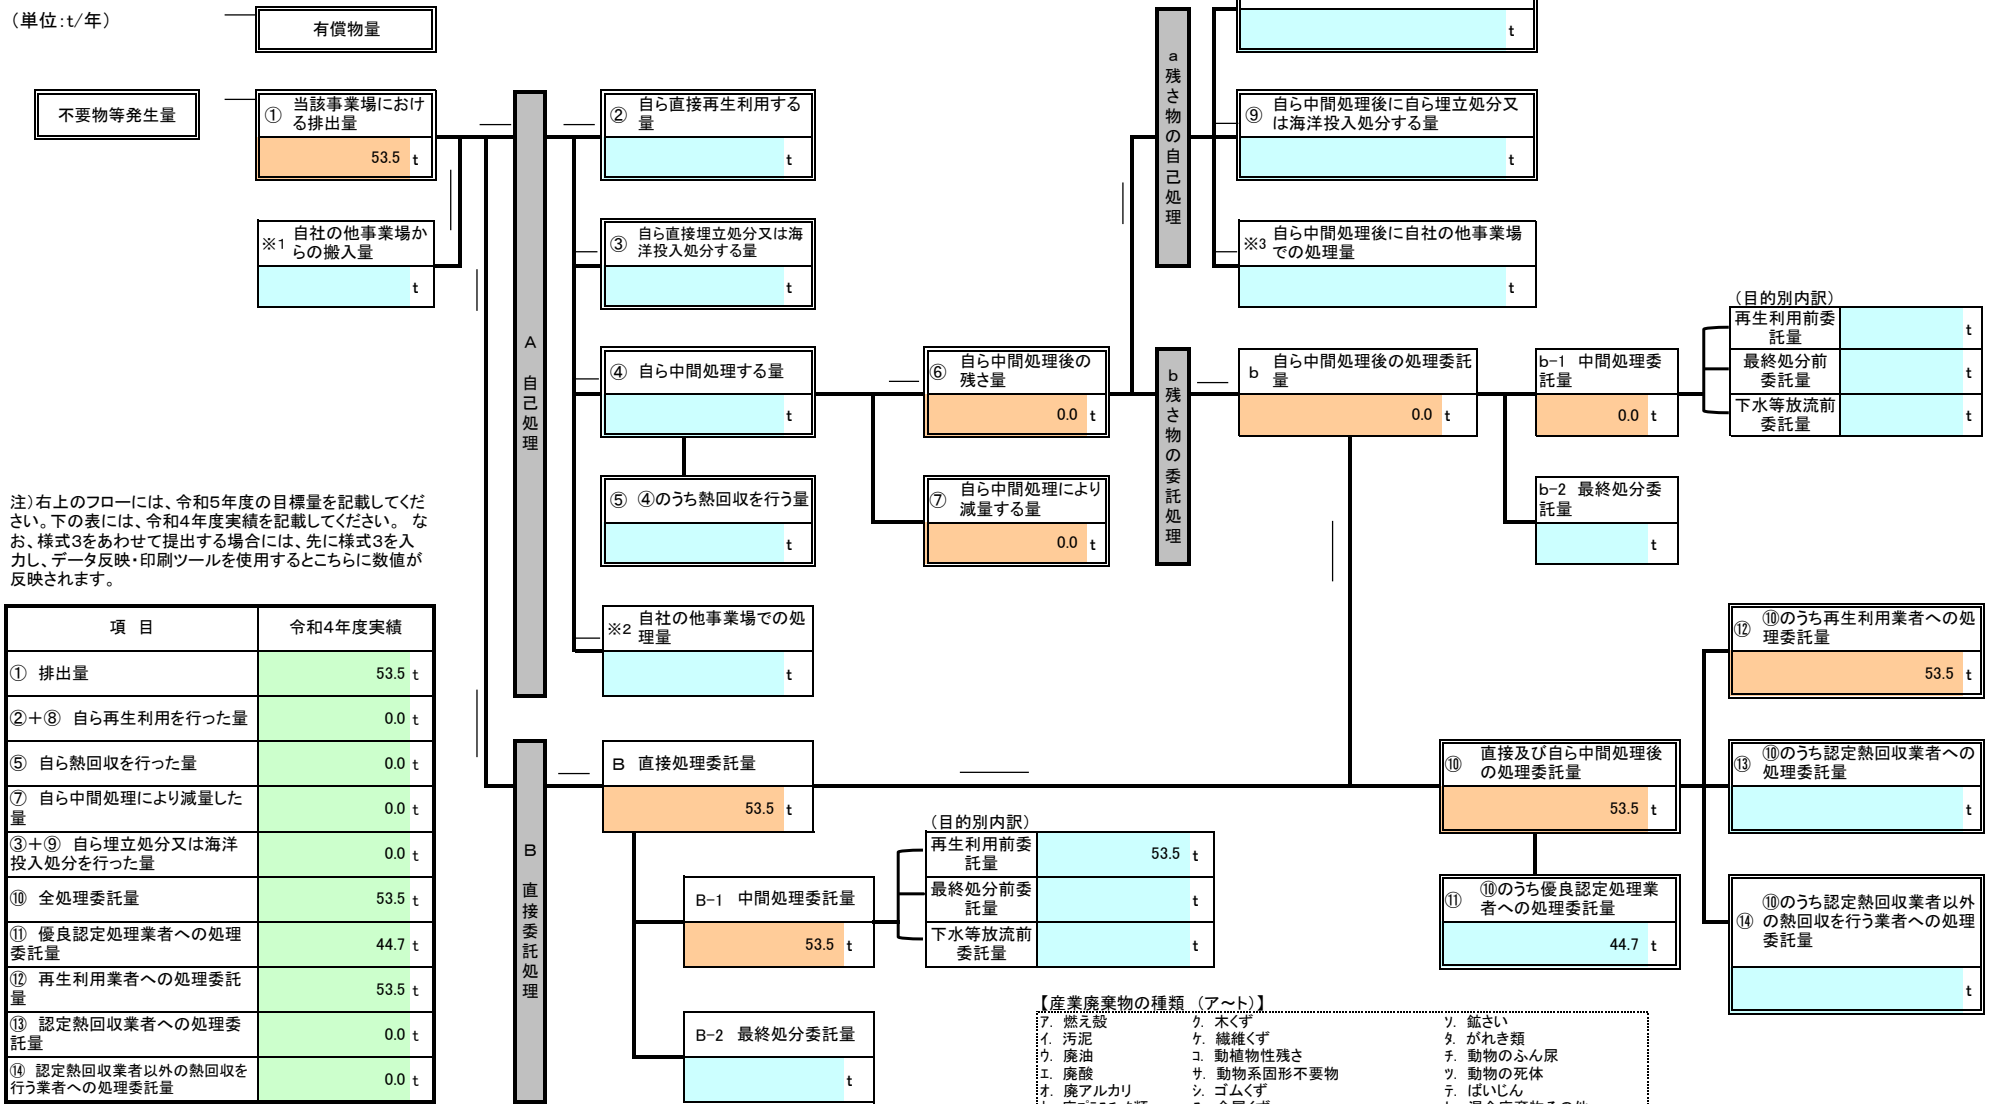 （単位：t/年）
有償物量
t
不要物等発生量
① 当該事業場におけ
る排出量
53.5 t
※1 自社の他事業場か
らの搬入量
t
A 自己処理
② 自ら直接再生利用する
量
t
③ 自ら直接埋立処分又は海
洋投入処分する量
t
④ 自ら中間処理する量
t
⑤ ④のうち熱回収を行う量
t
※2 自社の他事業場での処
理量
t
⑥ 自ら中間処理後の
残さ量
0.0 t
⑦ 自ら中間処理により
減量する量
0.0 t
a 残さ物の自己処理
⑨ 自ら中間処理後に自ら埋立処分又
は海洋投入処分する量
t
※3 自ら中間処理後に自社の他事業場
での処理量
t
b 残さ物の委託処理
b 自ら中間処理後の処理委託
量
0.0 t
b-1 中間処理委
託量
0.0 t
b-2 最終処分委
託量
t
（目的別内訳）
再生利用前委
託量
t
最終処分前
委託量
t
下水等放流前
委託量
t
注）右上のフローには、令和5年度の目標量を記載してくだ
さい。下の表には、令和4年度実績を記載してください。 な
お、様式3をあわせて提出する場合には、先に様式3を入
力し、データ反映・印刷ツールを使用するとこちらに数値が
反映されます。
項 目 令和4年度実績
① 排出量 53.5 t
②＋⑧ 自ら再生利用を行った量 0.0 t
⑤ 自ら熱回収を行った量 0.0 t
⑦ 自ら中間処理により減量した
量 0.0 t
③＋⑨ 自ら埋立処分又は海洋
投入処分を行った量 0.0 t
⑩ 全処理委託量 53.5 t
⑪ 優良認定処理業者への処理
委託量 44.7 t
⑫ 再生利用業者への処理委託
量 53.5 t
⑬ 認定熱回収業者への処理委
託量 0.0 t
⑭ 認定熱回収業者以外の熱回収を
行う業者への処理委託量 0.0 t
B 直接委託処理
B 直接処理委託量
53.5 t
B-1 中間処理委託量
53.5 t
B-2 最終処分委託量
t
（目的別内訳）
再生利用前委
託量
53.5 t
最終処分前委
託量
t
下水等放流前
委託量
t
⑩ 直接及び自ら中間処理後
の処理委託量
53.5 t
⑪ ⑩のうち優良認定処理業
者への処理委託量
44.7 t
⑫ ⑩のうち再生利用業者への処
理委託量
53.5 t
⑬ ⑩のうち認定熱回収業者への
処理委託量
t
⑭ ⑩のうち認定熱回収業者以外
の熱回収を行う業者への処理
委託量
t
【産業廃棄物の種類 （ア～ト）】
ア. 燃え殻 ク. 木くず ソ. 鉱さい
イ. 汚泥 ケ. 繊維くず タ. がれき類
ウ. 廃油 コ. 動植物性残さ チ. 動物のふん尿
エ. 廃酸 サ. 動物系固形不要物 ツ. 動物の死体
オ. 廃アルカリ シ. ゴムくず テ. ばいじん